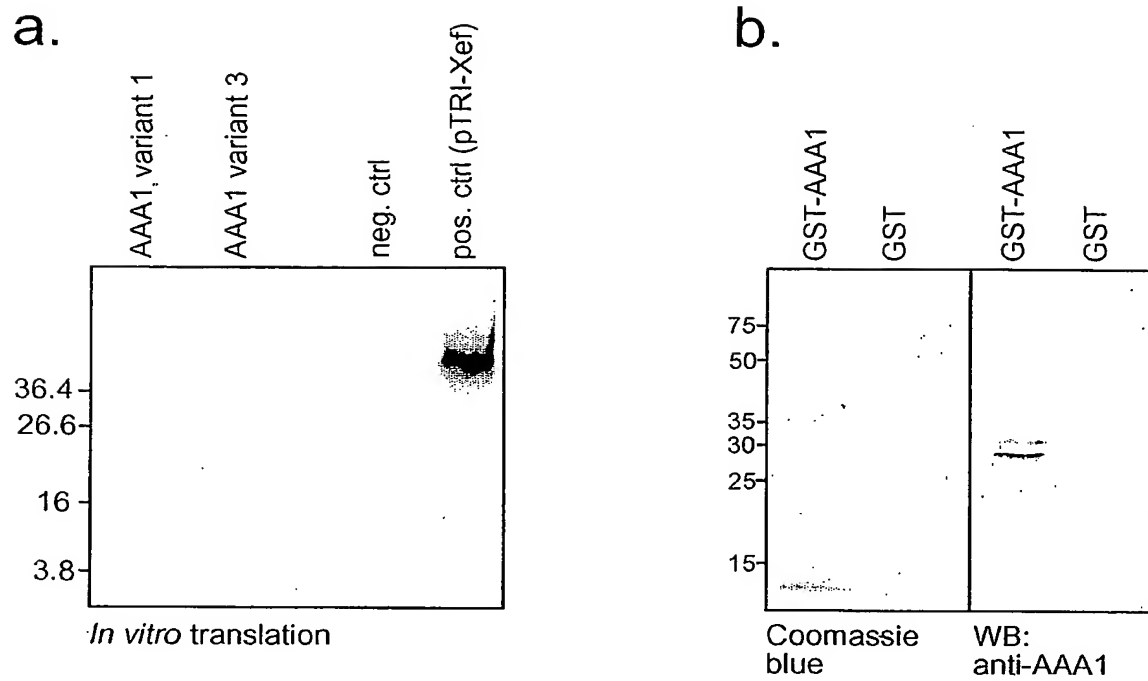 a.
AAA1 variant 1
AAA1 variant 3
neg. ctrl
pos. ctrl (pTRI-Xef)
36.4
26.6
16
3.8
In vitro translation
b.
GST-AAA1
GST
GST-AAA1
GST
75
50
35
30
25
15
Coomassie
blue
WB:
anti-AAA1